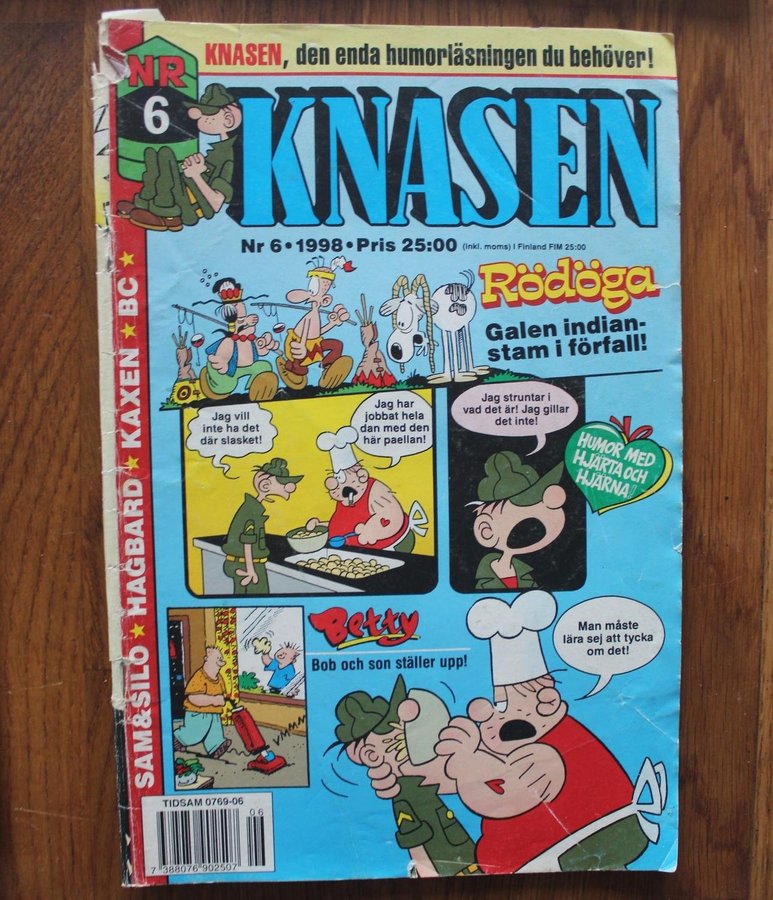 KNASEN, den enda humorläsningen du behöver!
NR
6
KNASEN
Nr 6 • 1998 • Pris 25:00 (inkl. moms) I Finland FIM 25:00
Rödöga
Galen indian-
stam i förfall!
Jag vill
inte ha det
där slasket!
Jag har
jobbat hela
dan med den
här paellan!
Jag struntar i
vad det är! Jag gillar
det inte!
HUMOR MED
HJÄRTA OCH
HJÄRNA!
SAM&SILO ★ HAGBARD ★ KAXEN ★ BC ★
Betty
Bob och son ställer upp!
VMMM
Man måste
lära sej att tycka
om det!
TIDSAM 0769-06
06
7 388076 902507